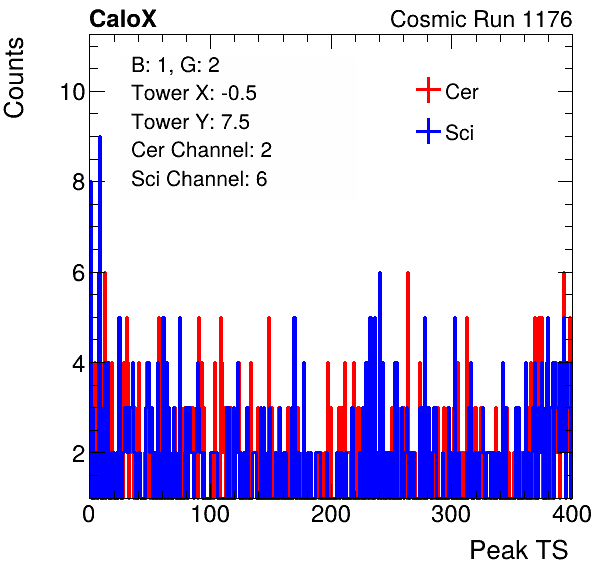 CaloX Cosmic Run 1176
Counts
B: 1, G: 2
Tower X: -0.5
Tower Y: 7.5
Cer Channel: 2
Sci Channel: 6
Cer
Sci
10
8
6
4
2
0 100 200 300 400
Peak TS